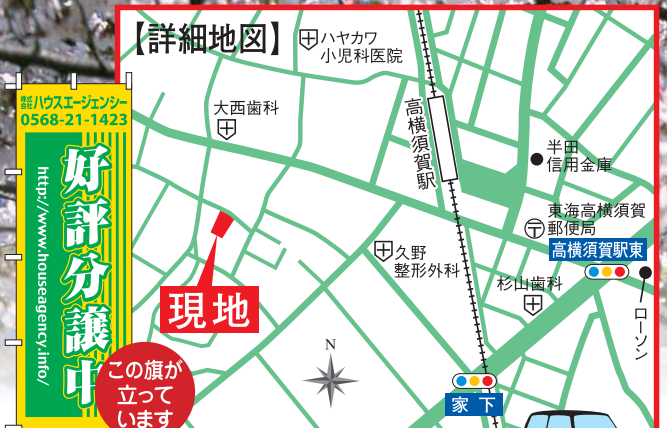 【詳細地図】
ハヤカワ
小児科医院
大西歯科
高横須賀駅
半田
信用金庫
東海高横須賀
郵便局
高横須賀駅東
久野
整形外科
杉山歯科
ローソン
現地
N
家下
株式会社ハウスエージェンシー
0568-21-1423
好評分譲中
http://www.houseagency.info/
この旗が
立って
います